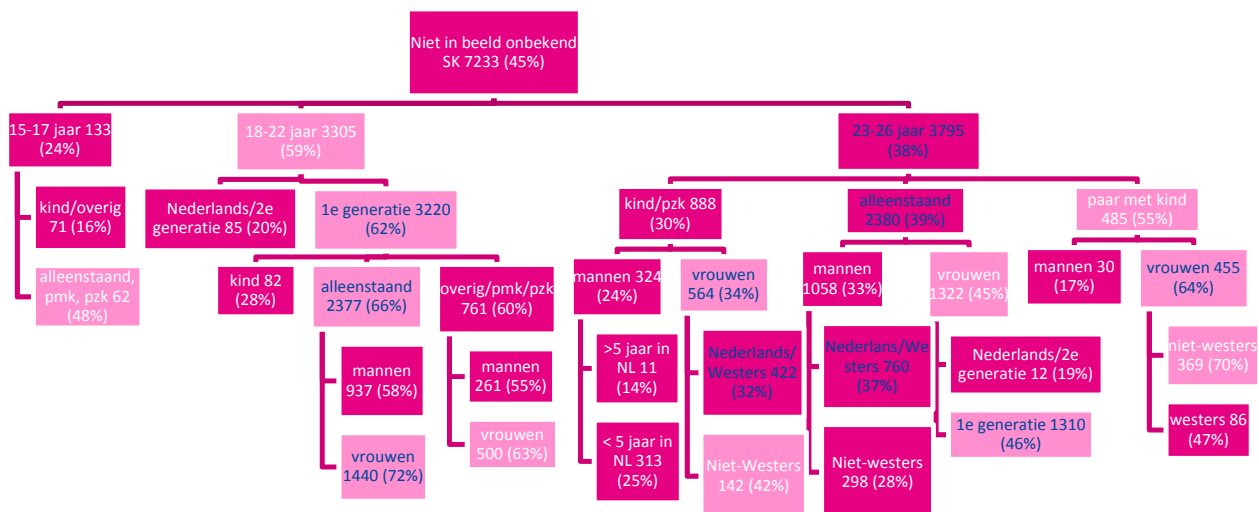 Niet in beeld onbekend
SK 7233 (45%)
15-17 jaar 133
(24%)
18-22 jaar 3305
(59%)
23-26 jaar 3795
(38%)
kind/overig
71 (16%)
alleenstaand,
pmk, pzk 62
(48%)
Nederlands/2e
generatie 85 (20%)
1e generatie 3220
(62%)
kind 82
(28%)
alleenstaand
2377 (66%)
overig/pmk/pzk
761 (60%)
mannen
937 (58%)
vrouwen
1440 (72%)
mannen
261 (55%)
vrouwen
500 (63%)
kind/pzk 888
(30%)
alleenstaand
2380 (39%)
paar met kind
485 (55%)
mannen 324
(24%)
vrouwen
564 (34%)
>5 jaar in
NL 11
(14%)
< 5 jaar in
NL 313
(25%)
Nederlands/
Westers 422
(32%)
Niet-Westers
142 (42%)
mannen
1058 (33%)
vrouwen
1322 (45%)
Nederlans/We
sters 760
(37%)
Niet-westers
298 (28%)
Nederlands/2e
generatie 12 (19%)
1e generatie 1310
(46%)
mannen 30
(17%)
vrouwen 455
(64%)
niet-westers
369 (70%)
westers 86
(47%)